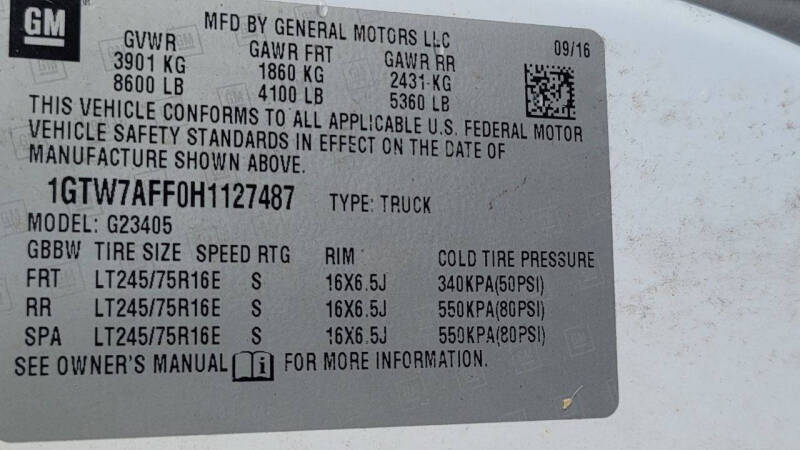 GM
MFD BY GENERAL MOTORS LLC
09/16
GVWR GAWR FRT GAWR RR
3901 KG 1860 KG 2431 KG
8600 LB 4100 LB 5360 LB
THIS VEHICLE CONFORMS TO ALL APPLICABLE U.S. FEDERAL MOTOR
VEHICLE SAFETY STANDARDS IN EFFECT ON THE DATE OF
MANUFACTURE SHOWN ABOVE.
1GTW7AFF0H1127487 TYPE: TRUCK
MODEL: G23405
GBBW TIRE SIZE SPEED RTG RIM COLD TIRE PRESSURE
FRT LT245/75R16E S 16X6.5J 340KPA(50PSI)
RR LT245/75R16E S 16X6.5J 550KPA(80PSI)
SPA LT245/75R16E S 16X6.5J 550KPA(80PSI)
SEE OWNER'S MANUAL i FOR MORE INFORMATION.